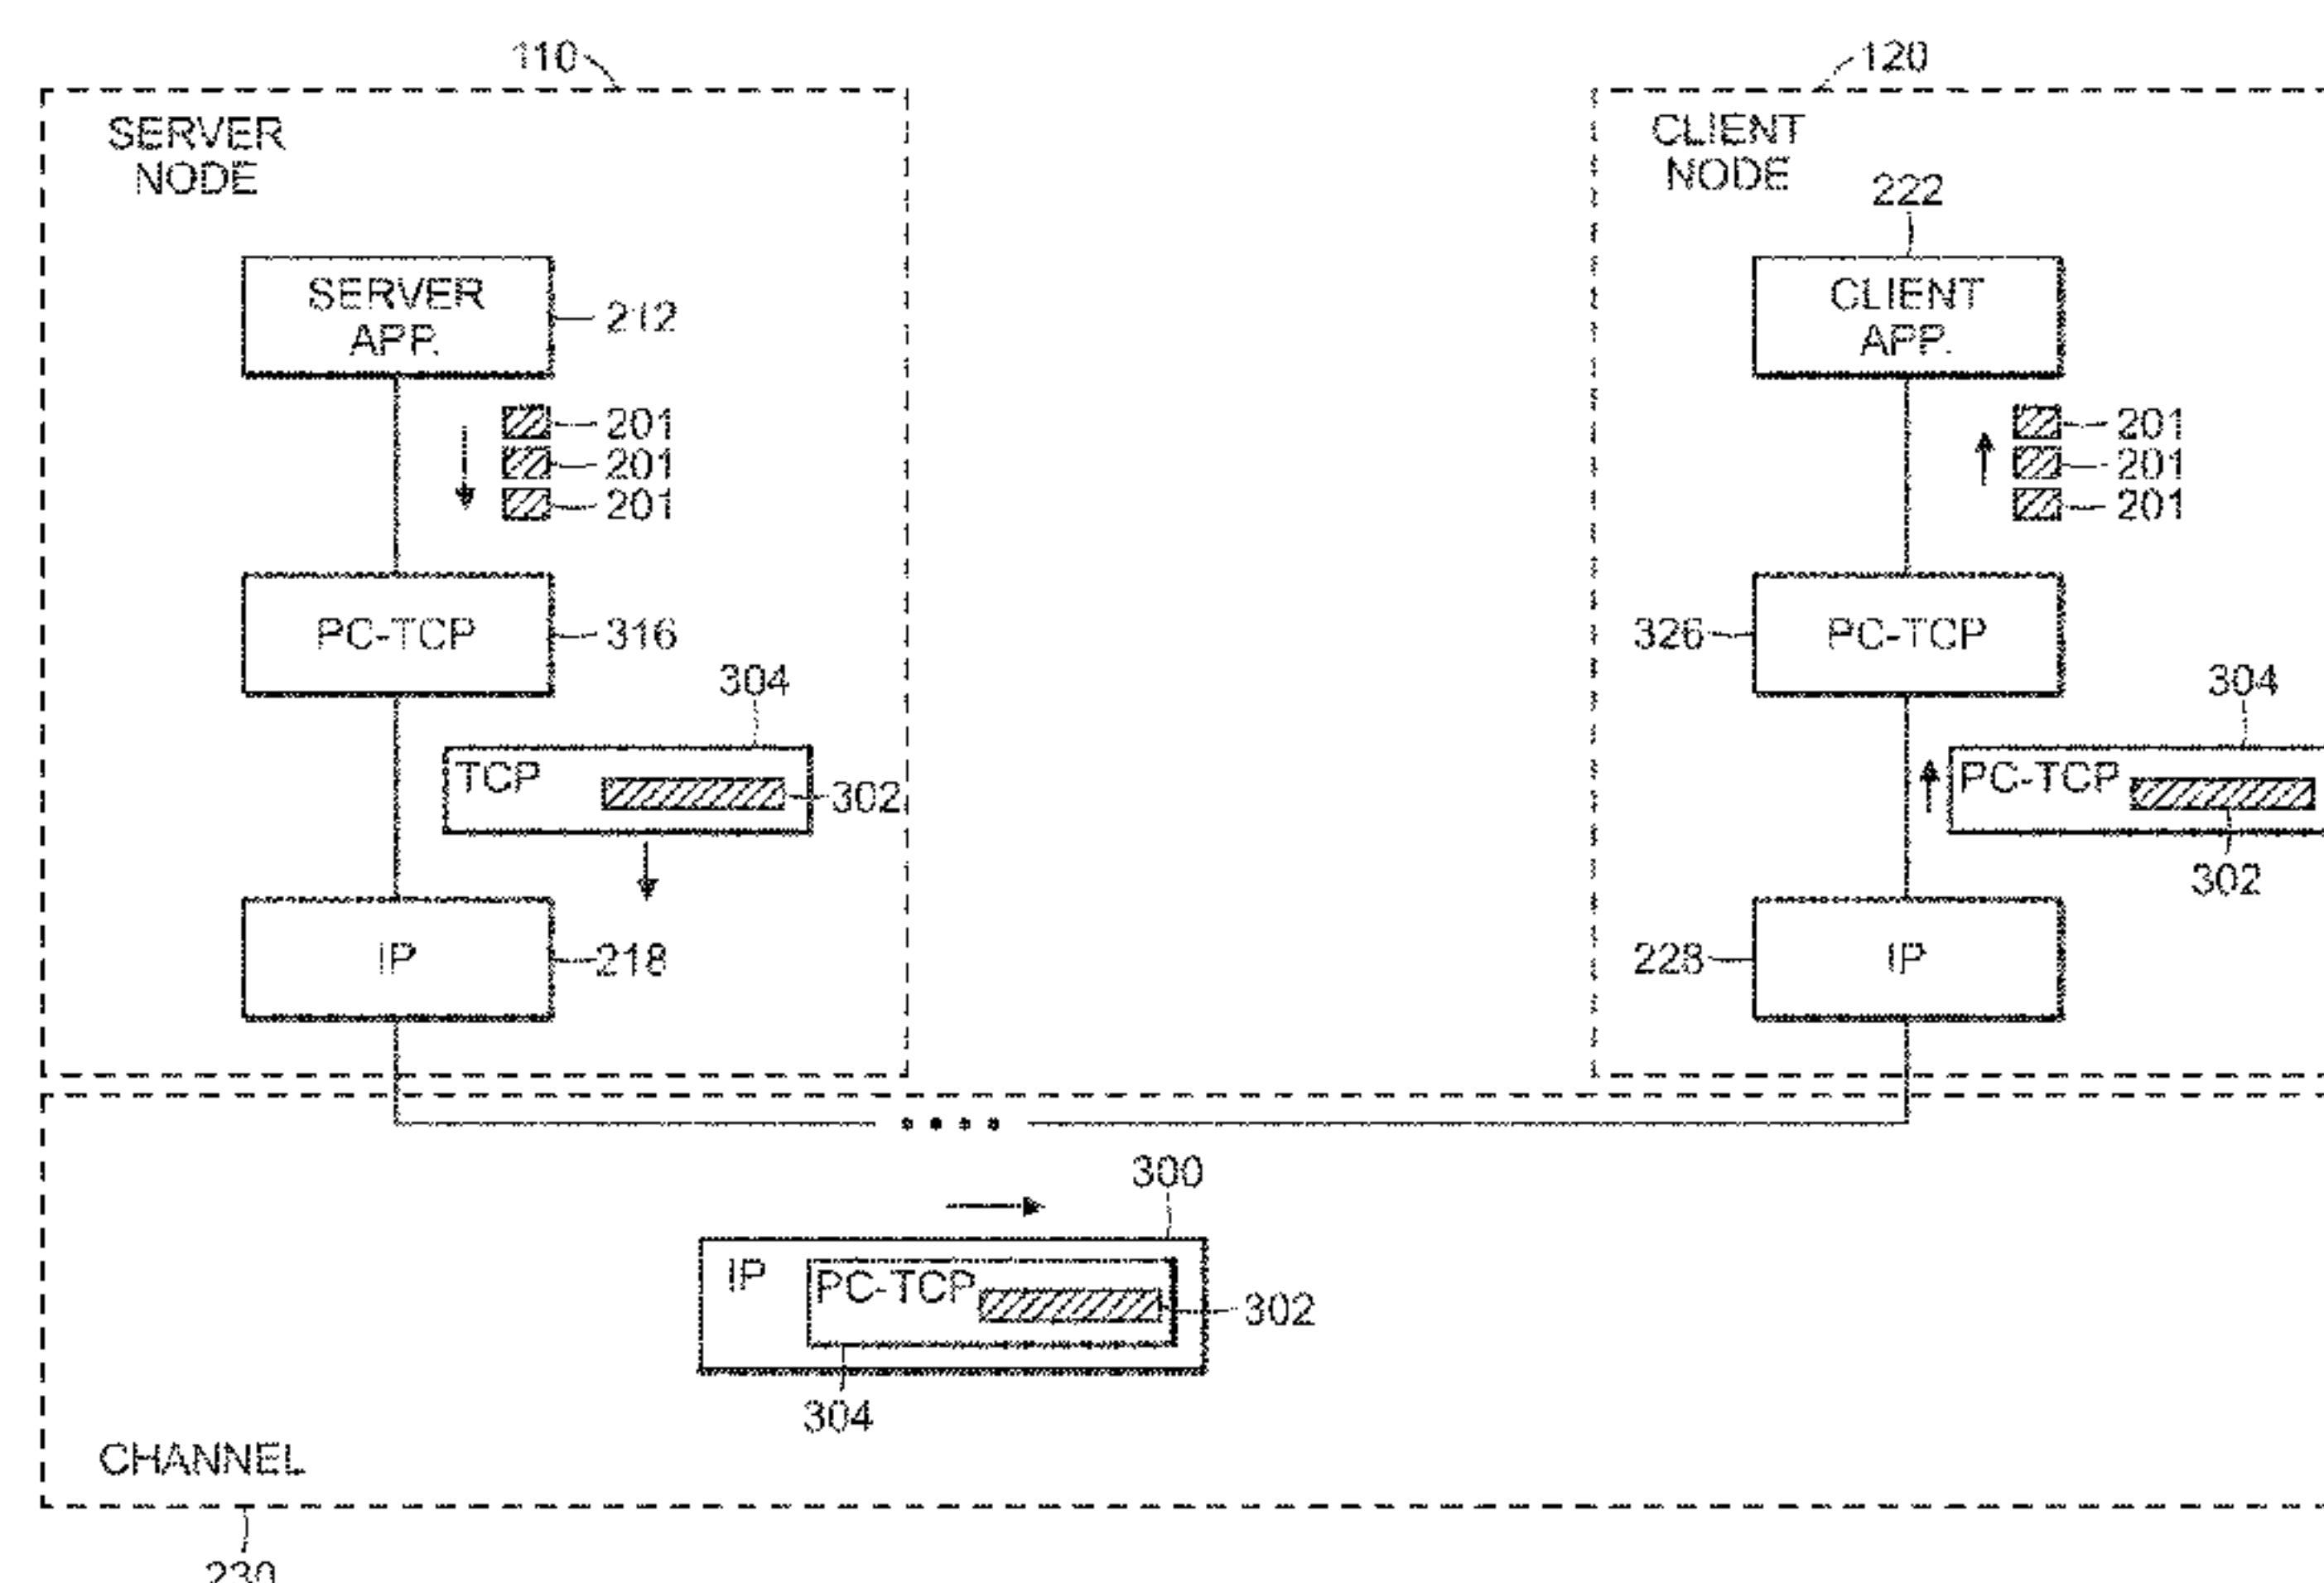 110
120
SERVER
NODE
CLIENT
NODE
222
SERVER
APP.
212
CLIENT
APP.
201
201
201
201
201
201
PC-TCP
316
326
PC-TCP
304
304
TCP
302
PC-TCP
302
IP
218
228
IP
300
IP
PC-TCP
302
304
CHANNEL
230